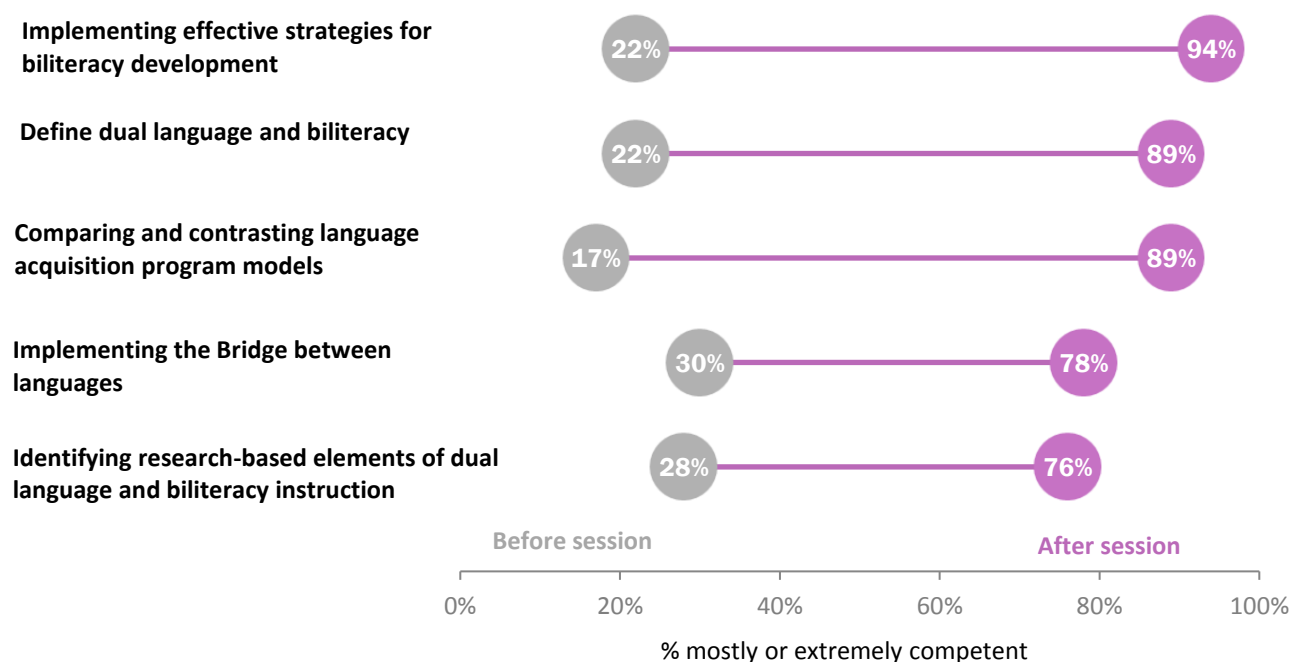 Implementing effective strategies for
biliteracy development
22%
94%
Define dual language and biliteracy
22%
89%
Comparing and contrasting language
acquisition program models
17%
89%
Implementing the Bridge between
languages
30%
78%
Identifying research-based elements of dual
language and biliteracy instruction
28%
76%
Before session
After session
0%
20%
40%
60%
80%
100%
% mostly or extremely competent